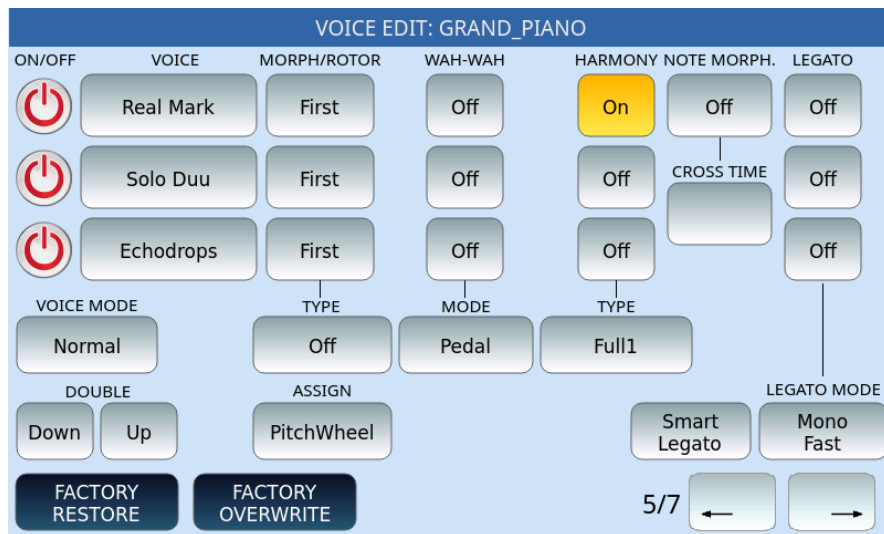 VOICE EDIT: GRAND_PIANO
ON/OFF VOICE MORPH/ROTOR WAH-WAH HARMONY NOTE MORPH. LEGATO
Real Mark First Off On Off Off
Solo Duu First Off Off CROSS TIME Off
Echodrops First Off Off Off
VOICE MODE TYPE MODE TYPE
Normal Off Pedal Full1
DOUBLE ASSIGN LEGATO MODE
Down Up PitchWheel Smart Legato Mono Fast
FACTORY RESTORE FACTORY OVERWRITE 5/7 ← →